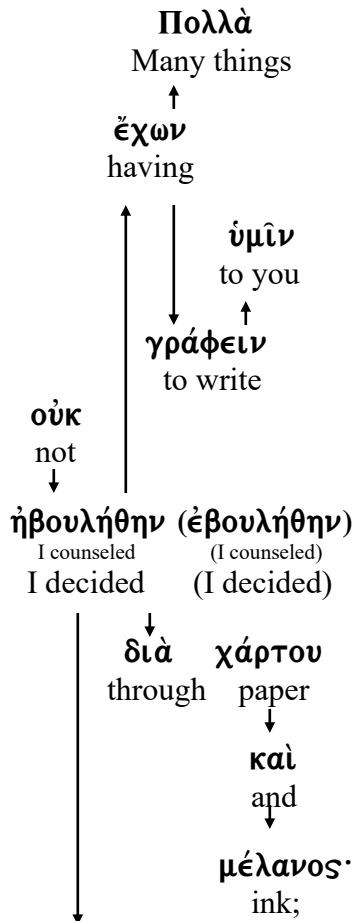 Πολλὰ
Many things
ἔχων
having
ὑμῖν
to you
γράφειν
to write
οὐκ
not
ἠβουλήθην (ἐβουλήθην)
I counseled (I counseled)
I decided (I decided)
διὰ χάρτου
through paper
καὶ
and
μέλανος·
ink;